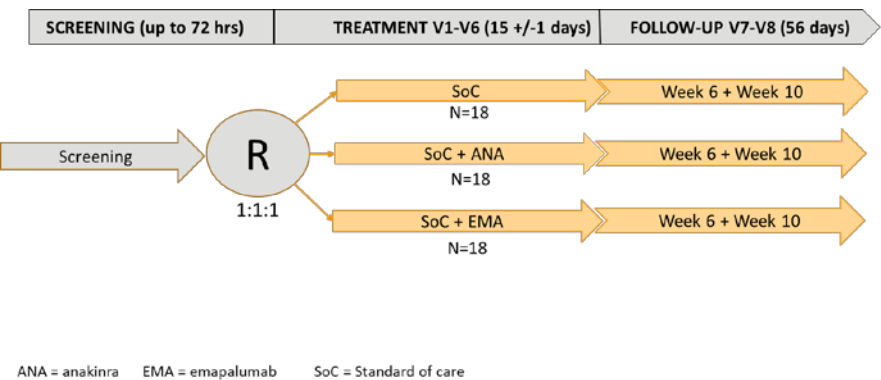 SCREENING (up to 72 hrs) TREATMENT V1-V6 (15 +/-1 days) FOLLOW-UP V7-V8 (56 days)
SoC Week 6 + Week 10
N=18
Screening R SoC + ANA Week 6 + Week 10
N=18
1:1:1
SoC + EMA Week 6 + Week 10
N=18
ANA = anakinra EMA = emapalumab SoC = Standard of care